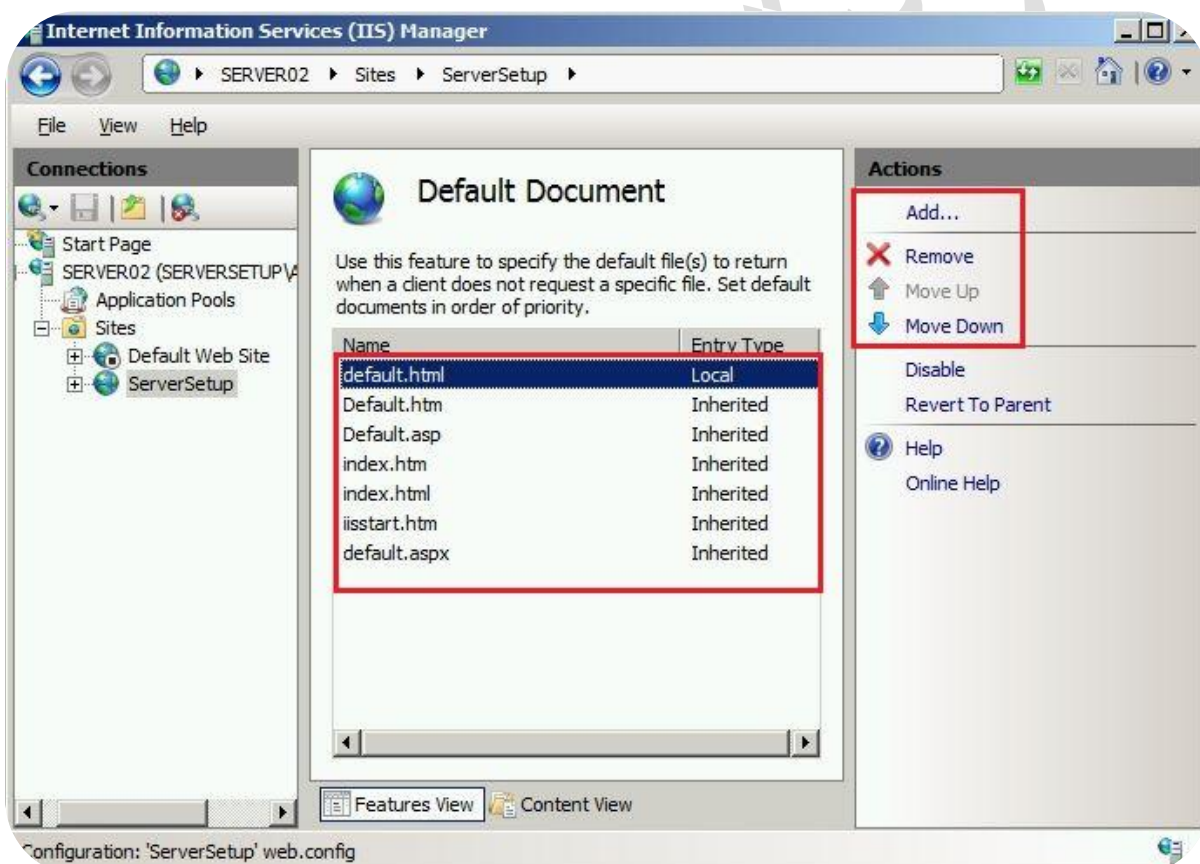 Internet Information Services (IIS) Manager
SERVER02 Sites ServerSetup
File View Help
Connections
Start Page
SERVER02 (SERVERSETUP\A
Application Pools
Sites
Default Web Site
ServerSetup
Default Document
Use this feature to specify the default file(s) to return
when a client does not request a specific file. Set default
documents in order of priority.
Name Entry Type
default.html Local
Default.htm Inherited
Default.asp Inherited
index.htm Inherited
index.html Inherited
iisstart.htm Inherited
default.aspx Inherited
Features View Content View
Actions
Add...
Remove
Move Up
Move Down
Disable
Revert To Parent
Help
Online Help
Configuration: 'ServerSetup' web.config